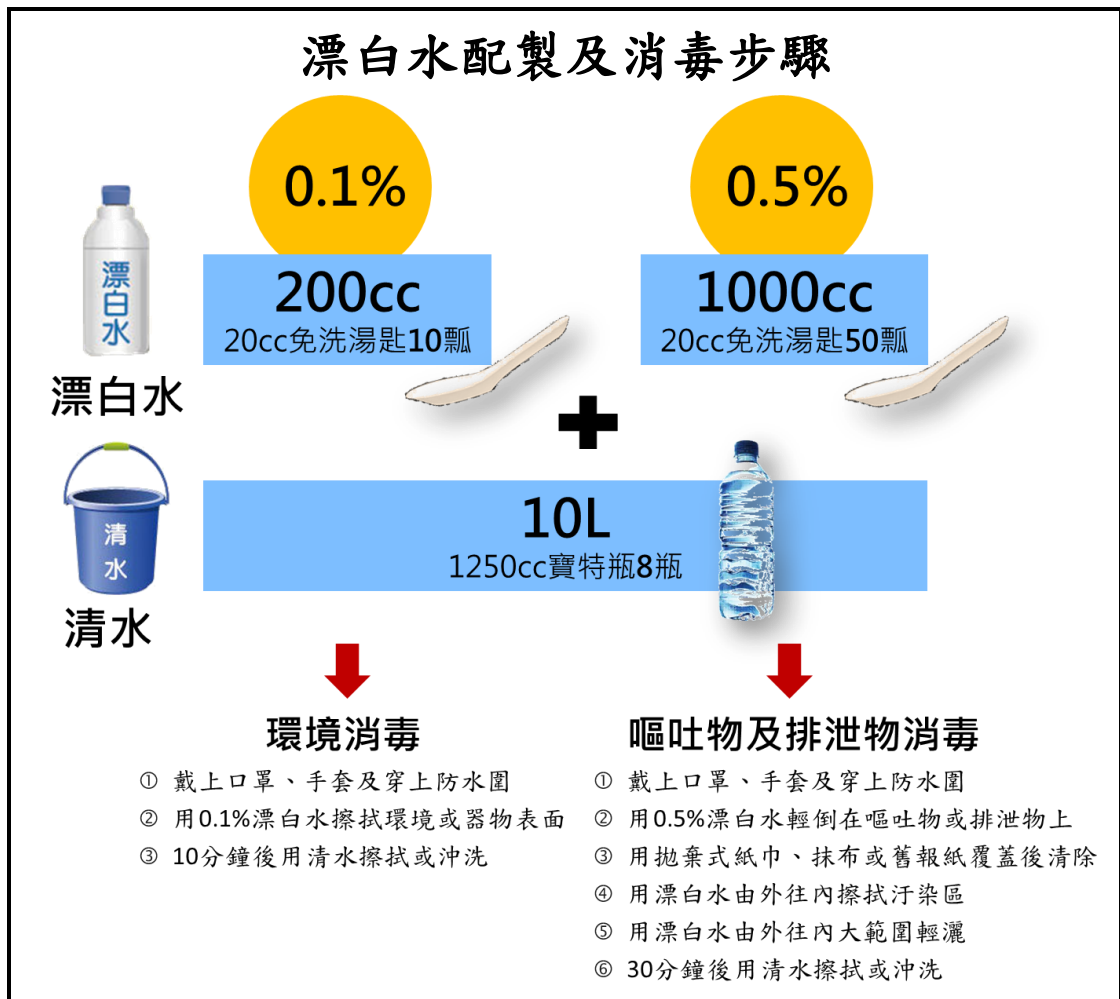 漂白水配製及消毒步驟
0.1%
0.5%
漂白水
200cc
20cc免洗湯匙10瓢
1000cc
20cc免洗湯匙50瓢
漂白水
清水
10L
1250cc寶特瓶8瓶
清水
環境消毒
① 戴上口罩、手套及穿上防水圍
② 用0.1%漂白水擦拭環境或器物表面
③ 10分鐘後用清水擦拭或沖洗
嘔吐物及排泄物消毒
① 戴上口罩、手套及穿上防水圍
② 用0.5%漂白水輕倒在嘔吐物或排泄物上
③ 用拋棄式紙巾、抹布或舊報紙覆蓋後清除
④ 用漂白水由外往內擦拭汙染區
⑤ 用漂白水由外往內大範圍輕灑
⑥ 30分鐘後用清水擦拭或沖洗